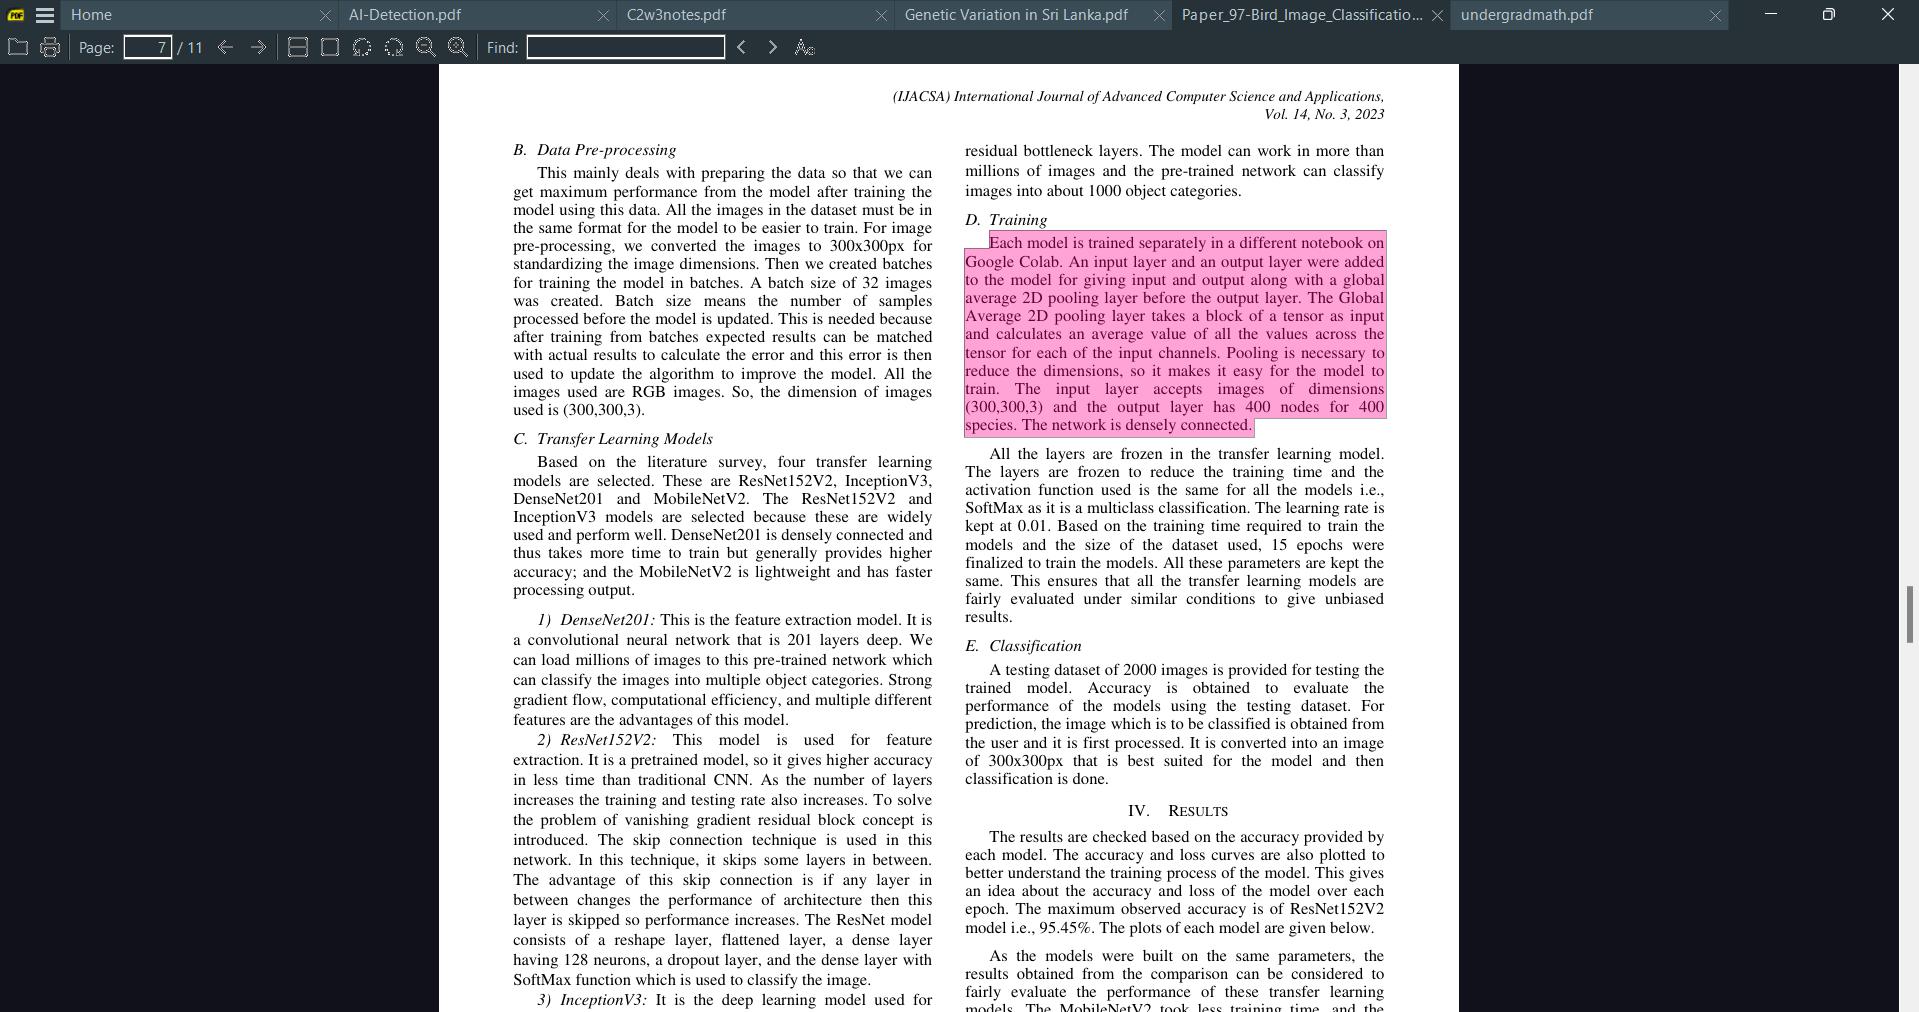 Home
AI-Detection.pdf
C2w3notes.pdf
Genetic Variation in Sri Lanka.pdf
Paper_97-Bird_Image_Classificatio...
undergradmath.pdf
Page: 7 / 11
Find:
(IJACSA) International Journal of Advanced Computer Science and Applications,
Vol. 14, No. 3, 2023
B. Data Pre-processing
This mainly deals with preparing the data so that we can
get maximum performance from the model after training the
model using this data. All the images in the dataset must be in
the same format for the model to be easier to train. For image
pre-processing, we converted the images to 300x300px for
standardizing the image dimensions. Then we created batches
for training the model in batches. A batch size of 32 images
was created. Batch size means the number of samples
processed before the model is updated. This is needed because
after training from batches expected results can be matched
with actual results to calculate the error and this error is then
used to update the algorithm to improve the model. All the
images used are RGB images. So, the dimension of images
used is (300,300,3).
C. Transfer Learning Models
Based on the literature survey, four transfer learning
models are selected. These are ResNet152V2, InceptionV3,
DenseNet201 and MobileNetV2. The ResNet152V2 and
InceptionV3 models are selected because these are widely
used and perform well. DenseNet201 is densely connected and
thus takes more time to train but generally provides higher
accuracy; and the MobileNetV2 is lightweight and has faster
processing output.
1) DenseNet201: This is the feature extraction model. It is
a convolutional neural network that is 201 layers deep. We
can load millions of images to this pre-trained network which
can classify the images into multiple object categories. Strong
gradient flow, computational efficiency, and multiple different
features are the advantages of this model.
2) ResNet152V2: This model is used for feature
extraction. It is a pretrained model, so it gives higher accuracy
in less time than traditional CNN. As the number of layers
increases the training and testing rate also increases. To solve
the problem of vanishing gradient residual block concept is
introduced. The skip connection technique is used in this
network. In this technique, it skips some layers in between.
The advantage of this skip connection is if any layer in
between changes the performance of architecture then this
layer is skipped so performance increases. The ResNet model
consists of a reshape layer, flattened layer, a dense layer
having 128 neurons, a dropout layer, and the dense layer with
SoftMax function which is used to classify the image.
3) InceptionV3: It is the deep learning model used for
residual bottleneck layers. The model can work in more than
millions of images and the pre-trained network can classify
images into about 1000 object categories.
D. Training
Each model is trained separately in a different notebook on
Google Colab. An input layer and an output layer were added
to the model for giving input and output along with a global
average 2D pooling layer before the output layer. The Global
Average 2D pooling layer takes a block of a tensor as input
and calculates an average value of all the values across the
tensor for each of the input channels. Pooling is necessary to
reduce the dimensions, so it makes it easy for the model to
train. The input layer accepts images of dimensions
(300,300,3) and the output layer has 400 nodes for 400
species. The network is densely connected.
All the layers are frozen in the transfer learning model.
The layers are frozen to reduce the training time and the
activation function used is the same for all the models i.e.,
SoftMax as it is a multiclass classification. The learning rate is
kept at 0.01. Based on the training time required to train the
models and the size of the dataset used, 15 epochs were
finalized to train the models. All these parameters are kept the
same. This ensures that all the transfer learning models are
fairly evaluated under similar conditions to give unbiased
results.
E. Classification
A testing dataset of 2000 images is provided for testing the
trained model. Accuracy is obtained to evaluate the
performance of the models using the testing dataset. For
prediction, the image which is to be classified is obtained from
the user and it is first processed. It is converted into an image
of 300x300px that is best suited for the model and then
classification is done.
IV. RESULTS
The results are checked based on the accuracy provided by
each model. The accuracy and loss curves are also plotted to
better understand the training process of the model. This gives
an idea about the accuracy and loss of the model over each
epoch. The maximum observed accuracy is of ResNet152V2
model i.e., 95.45%. The plots of each model are given below.
As the models were built on the same parameters, the
results obtained from the comparison can be considered to
fairly evaluate the performance of these transfer learning
models. The MobileNetV2 took less training time, and the